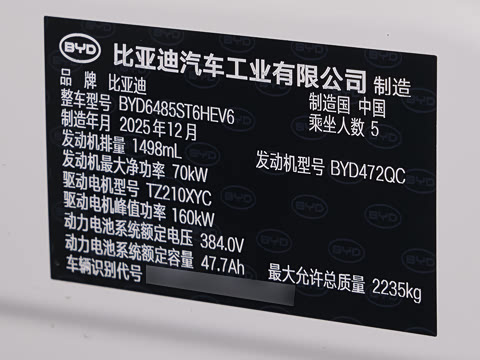 BYD 比亚迪汽车工业有限公司 制造
品 牌 比亚迪 制造国 中国
整车型号 BYD6485ST6HEV6 乘坐人数 5
制造年月 2025年12月
发动机排量 1498mL 发动机型号 BYD472QC
发动机最大净功率 70kW
驱动电机型号 TZ210XYC
驱动电机峰值功率 160kW
动力电池系统额定电压 384.0V
动力电池系统额定容量 47.7Ah
车辆识别代号 最大允许总质量 2235kg